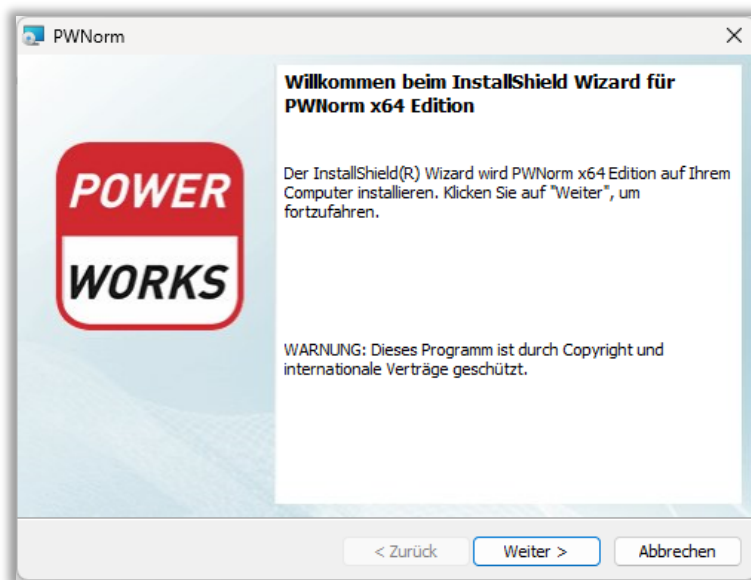 PWNorm
Willkommen beim InstallShield Wizard für
PWNorm x64 Edition
POWER
WORKS
Der InstallShield(R) Wizard wird PWNorm x64 Edition auf Ihrem
Computer installieren. Klicken Sie auf "Weiter", um
fortzufahren.
WARNUNG: Dieses Programm ist durch Copyright und
internationale Verträge geschützt.
< Zurück
Weiter >
Abbrechen